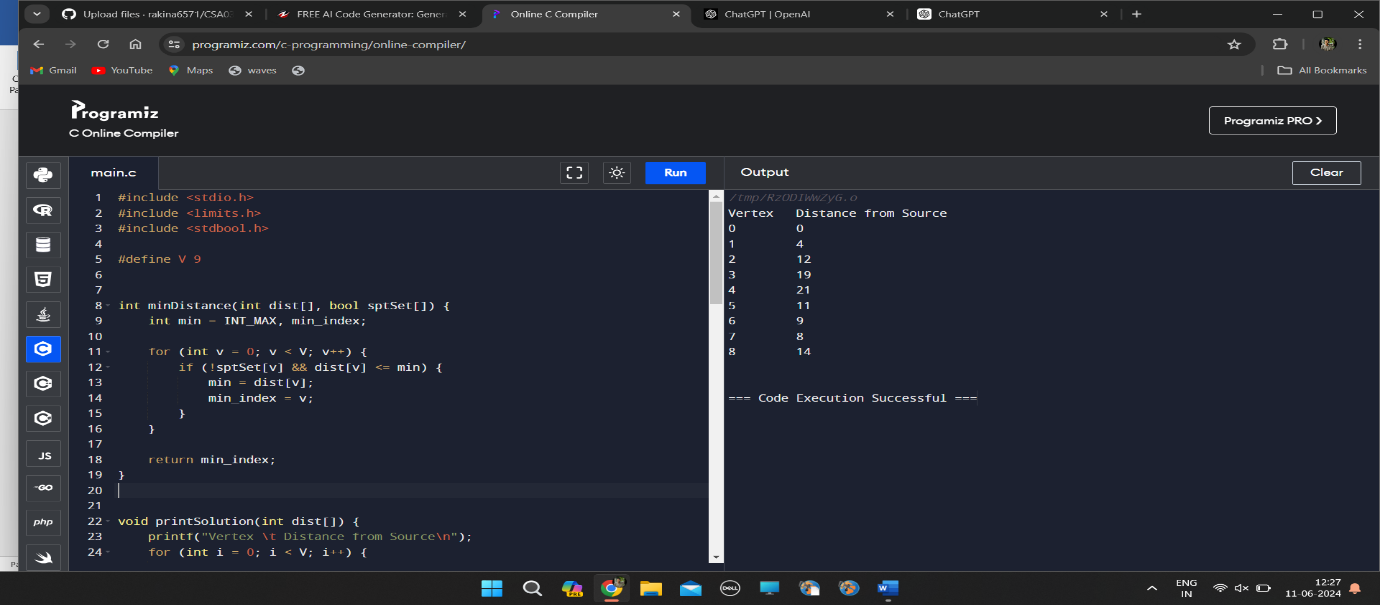 Upload files · rakina6571/CSA03
FREE AI Code Generator: Gener
Online C Compiler
ChatGPT | OpenAI
ChatGPT
programiz.com/c-programming/online-compiler/
Gmail
YouTube
Maps
waves
All Bookmarks
Programiz
C Online Compiler
Programiz PRO
main.c
Run
Output
Clear
1 #include <stdio.h>
2 #include <limits.h>
3 #include <stdbool.h>
4
5 #define V 9
6
7
8 int minDistance(int dist[], bool sptSet[]) {
9 int min = INT_MAX, min_index;
10
11 for (int v = 0; v < V; v++) {
12 if (!sptSet[v] && dist[v] <= min) {
13 min = dist[v];
14 min_index = v;
15 }
16 }
17
18 return min_index;
19 }
20
21
22 void printSolution(int dist[]) {
23 printf("Vertex \t Distance from Source\n");
24 for (int i = 0; i < V; i++) {
/tmp/RzODIWwZyG.o
Vertex Distance from Source
0 0
1 4
2 12
3 19
4 21
5 11
6 9
7 8
8 14
=== Code Execution Successful ===
JS
GO
php
DELL
ENG
IN
12:27
11-06-2024